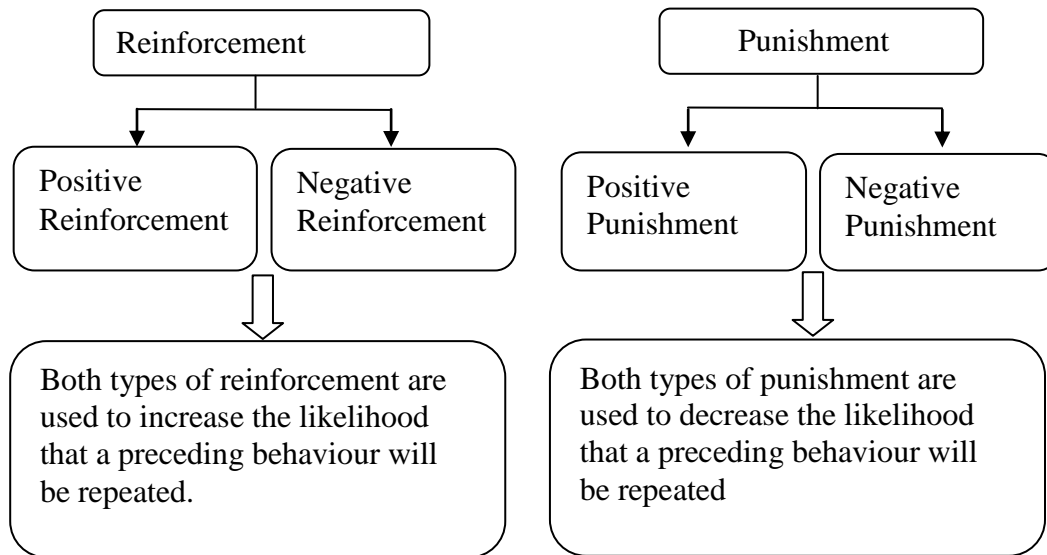 Reinforcement
Punishment
Positive
Reinforcement
Negative
Reinforcement
Positive
Punishment
Negative
Punishment
Both types of reinforcement are
used to increase the likelihood
that a preceding behaviour will
be repeated.
Both types of punishment are
used to decrease the likelihood
that a preceding behaviour will
be repeated